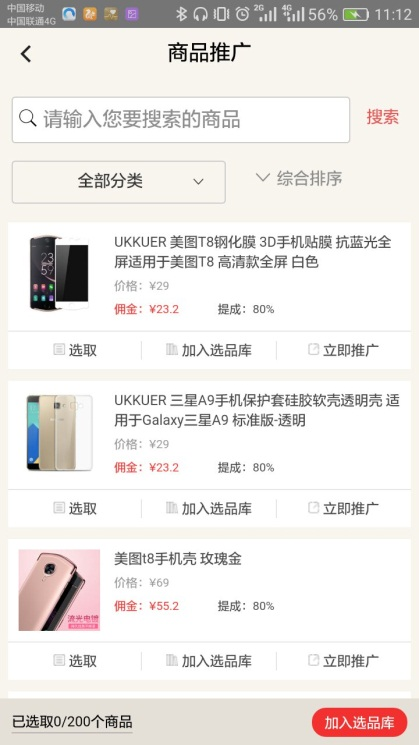 中国移动
中国联通4G
2G
4G
56%
11:12
商品推广
请输入您要搜索的商品
搜索
全部分类
综合排序
UKKUER 美图T8钢化膜 3D手机贴膜 抗蓝光全
屏适用于美图T8 高清款全屏 白色
价格：¥29
佣金：¥23.2 提成：80%
选取 加入选品库 立即推广
UKKUER 三星A9手机保护套硅胶软壳透明壳 适
用于Galaxy三星A9 标准版-透明
价格：¥29
佣金：¥23.2 提成：80%
选取 加入选品库 立即推广
美图t8手机壳 玫瑰金
价格：¥69
佣金：¥55.2 提成：80%
流光电镀
选取 加入选品库 立即推广
已选取0/200个商品
加入选品库